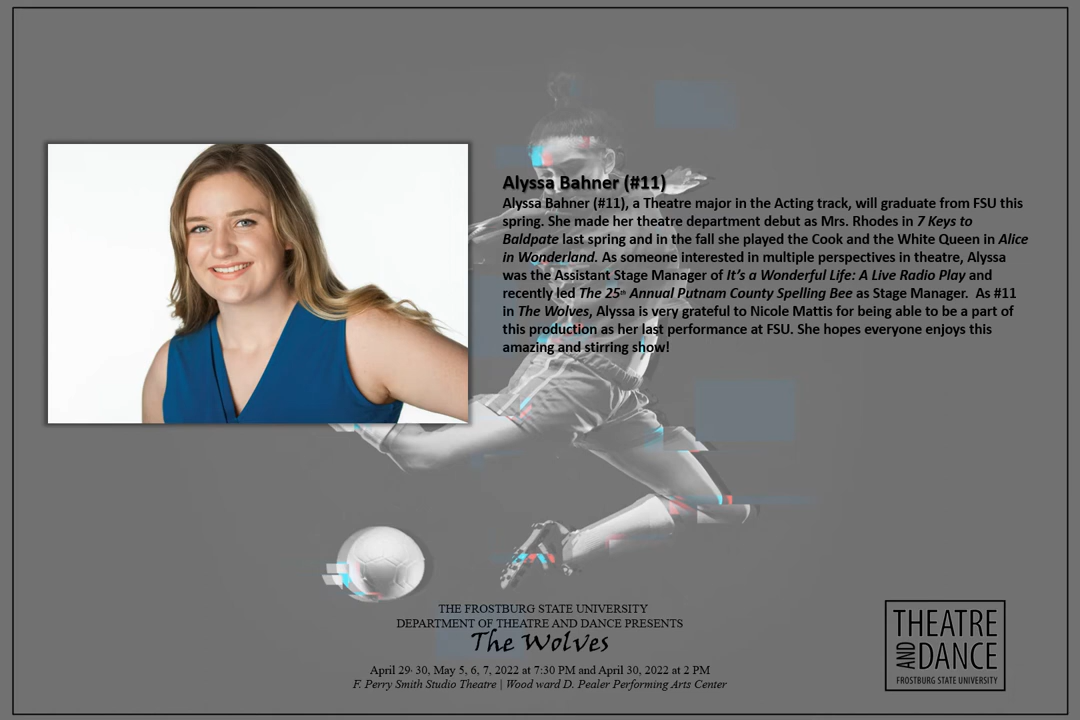 Alyssa Bahner (#11)
Alyssa Bahner (#11), a Theatre major in the Acting track, will graduate from FSU this
spring. She made her theatre department debut as Mrs. Rhodes in 7 Keys to
Baldpate last spring and in the fall she played the Cook and the White Queen in Alice
in Wonderland. As someone interested in multiple perspectives in theatre, Alyssa
was the Assistant Stage Manager of It's a Wonderful Life: A Live Radio Play and
recently led The 25th Annual Putnam County Spelling Bee as Stage Manager.  As #11
in The Wolves, Alyssa is very grateful to Nicole Mattis for being able to be a part of
this production as her last performance at FSU. She hopes everyone enjoys this
amazing and stirring show!
THE FROSTBURG STATE UNIVERSITY
DEPARTMENT OF THEATRE AND DANCE PRESENTS
The Wolves
April 29- 30, May 5, 6, 7, 2022 at 7:30 PM and April 30, 2022 at 2 PM
F. Perry Smith Studio Theatre | Wood ward D. Pealer Performing Arts Center
THEATRE
AND DANCE
FROSTBURG STATE UNIVERSITY